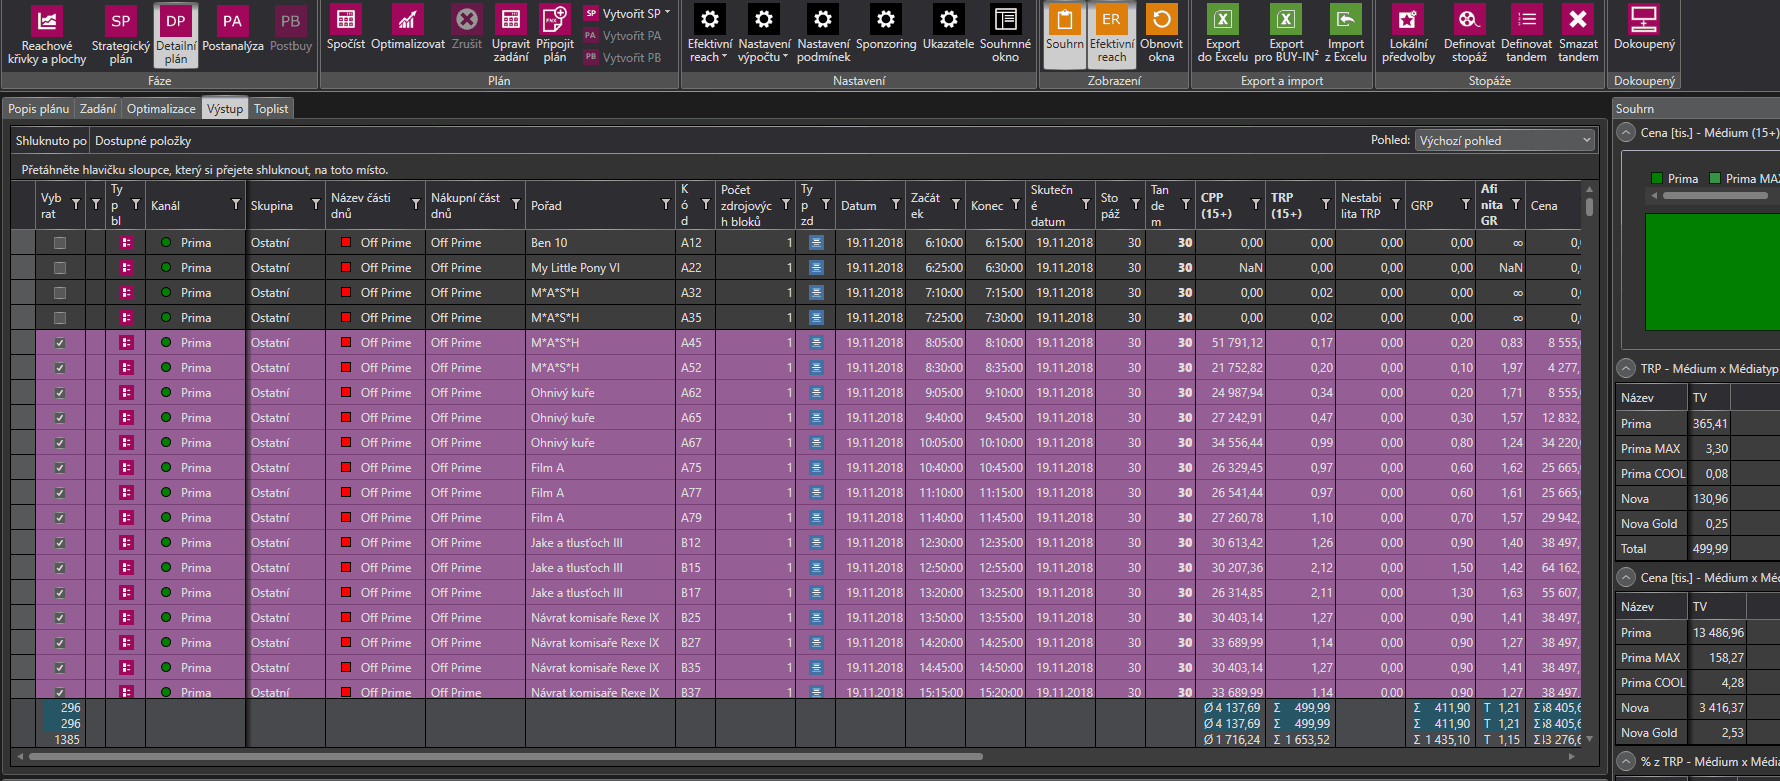 SP DP PA PB
Reachové křivky a plochy
Strategický plán
Detailní plán
Postanalýza
Postbuy
Fáze
Spočíst
Optimalizovat
Zrušit
Upravit zadání
Připojit plán
SP Vytvořit SP
PA Vytvořit PA
PB Vytvořit PB
Plán
Efektivní reach
Nastavení výpočtu
Nastavení podmínek
Sponzoring
Ukazatele
Souhrnné okno
Nastavení
Souhrn
ER
Efektivní reach
Obnovit okna
Zobrazení
Export do Excelu
Export pro BUY-IN²
Import z Excelu
Export a import
Lokální předvolby
Definovat stopáž
Definovat tandem
Smazat tandem
Stopáže
Dokoupený
Dokoupený
Popis plánu Zadání Optimalizace Výstup Toplist
Shluknuto po Dostupné položky
Pohled: Výchozí pohled
Přetáhněte hlavičku sloupce, který si přejete shluknout, na toto místo.
Vyb rat Ty p bl Kanál Skupina Název části dnů Nákupní část dnů Pořad K ó d Počet zdrojovýc h bloků Ty p zd Datum Začát ek Konec Skutečn é datum Sto páž Tan de m CPP (15+) TRP (15+) Nestabi lita TRP GRP Afi nita GR Cena
Prima Ostatní Off Prime Off Prime Ben 10 A12 1 19.11.2018 6:10:00 6:15:00 19.11.2018 30 30 0,00 0,00 0,00 0,00 ∞ 0,
Prima Ostatní Off Prime Off Prime My Little Pony VI A22 1 19.11.2018 6:25:00 6:30:00 19.11.2018 30 30 NaN 0,00 0,00 0,00 NaN 0,
Prima Ostatní Off Prime Off Prime M*A*S*H A32 1 19.11.2018 7:10:00 7:15:00 19.11.2018 30 30 0,00 0,02 0,00 0,00 ∞ 0,
Prima Ostatní Off Prime Off Prime M*A*S*H A35 1 19.11.2018 7:25:00 7:30:00 19.11.2018 30 30 0,00 0,02 0,00 0,00 ∞ 0,
Prima Ostatní Off Prime Off Prime M*A*S*H A45 1 19.11.2018 8:05:00 8:10:00 19.11.2018 30 30 51 791,12 0,17 0,00 0,20 0,83 8 555,
Prima Ostatní Off Prime Off Prime M*A*S*H A52 1 19.11.2018 8:30:00 8:35:00 19.11.2018 30 30 21 752,82 0,20 0,00 0,10 1,97 4 277,
Prima Ostatní Off Prime Off Prime Ohnivý kuře A62 1 19.11.2018 9:05:00 9:10:00 19.11.2018 30 30 24 987,94 0,34 0,00 0,20 1,71 8 555,
Prima Ostatní Off Prime Off Prime Ohnivý kuře A65 1 19.11.2018 9:40:00 9:45:00 19.11.2018 30 30 27 242,91 0,47 0,00 0,30 1,57 12 832,
Prima Ostatní Off Prime Off Prime Ohnivý kuře A67 1 19.11.2018 10:05:00 10:10:00 19.11.2018 30 30 34 556,44 0,99 0,00 0,80 1,24 34 220,
Prima Ostatní Off Prime Off Prime Film A A75 1 19.11.2018 10:40:00 10:45:00 19.11.2018 30 30 26 329,45 0,97 0,00 0,60 1,62 25 665,
Prima Ostatní Off Prime Off Prime Film A A77 1 19.11.2018 11:10:00 11:15:00 19.11.2018 30 30 26 541,44 0,97 0,00 0,60 1,61 25 665,
Prima Ostatní Off Prime Off Prime Film A A79 1 19.11.2018 11:40:00 11:45:00 19.11.2018 30 30 27 260,78 1,10 0,00 0,70 1,57 29 942,
Prima Ostatní Off Prime Off Prime Jake a tlusťoch III B12 1 19.11.2018 12:30:00 12:35:00 19.11.2018 30 30 30 613,42 1,26 0,00 0,90 1,40 38 497,
Prima Ostatní Off Prime Off Prime Jake a tlusťoch III B15 1 19.11.2018 12:50:00 12:55:00 19.11.2018 30 30 30 207,36 2,12 0,00 1,50 1,42 64 162,
Prima Ostatní Off Prime Off Prime Jake a tlusťoch III B17 1 19.11.2018 13:20:00 13:25:00 19.11.2018 30 30 26 314,85 2,11 0,00 1,30 1,63 55 607,
Prima Ostatní Off Prime Off Prime Návrat komisaře Rexe IX B25 1 19.11.2018 13:50:00 13:55:00 19.11.2018 30 30 30 403,14 1,27 0,00 0,90 1,41 38 497,
Prima Ostatní Off Prime Off Prime Návrat komisaře Rexe IX B27 1 19.11.2018 14:20:00 14:25:00 19.11.2018 30 30 33 689,99 1,14 0,00 0,90 1,27 38 497,
Prima Ostatní Off Prime Off Prime Návrat komisaře Rexe IX B35 1 19.11.2018 14:45:00 14:50:00 19.11.2018 30 30 30 403,14 1,27 0,00 0,90 1,41 38 497,
Prima Ostatní Off Prime Off Prime Návrat komisaře Rexe IX B37 1 19.11.2018 15:15:00 15:20:00 19.11.2018 30 30 33 689,99 1,14 0,00 0,90 1,27 38 497,
296 Ø 4 137,69 Σ 499,99 Σ 411,90 T 1,21 Σ 8 405,6
296 Ø 4 137,69 Σ 499,99 Σ 411,90 T 1,21 Σ 8 405,6
1385 Ø 1 716,24 Σ 1 653,52 Σ 1 435,10 T 1,15 Σ 3 276,6
Souhrn
Cena [tis.] - Médium (15+)
Prima Prima MAX
TRP - Médium x Médiatyp
Název TV
Prima 365,41
Prima MAX 3,30
Prima COOL 0,08
Nova 130,96
Nova Gold 0,25
Total 499,99
Cena [tis.] - Médium x Méd
Název TV
Prima 13 486,96
Prima MAX 158,27
Prima COOL 4,28
Nova 3 416,37
Nova Gold 2,53
% z TRP - Médium x Média